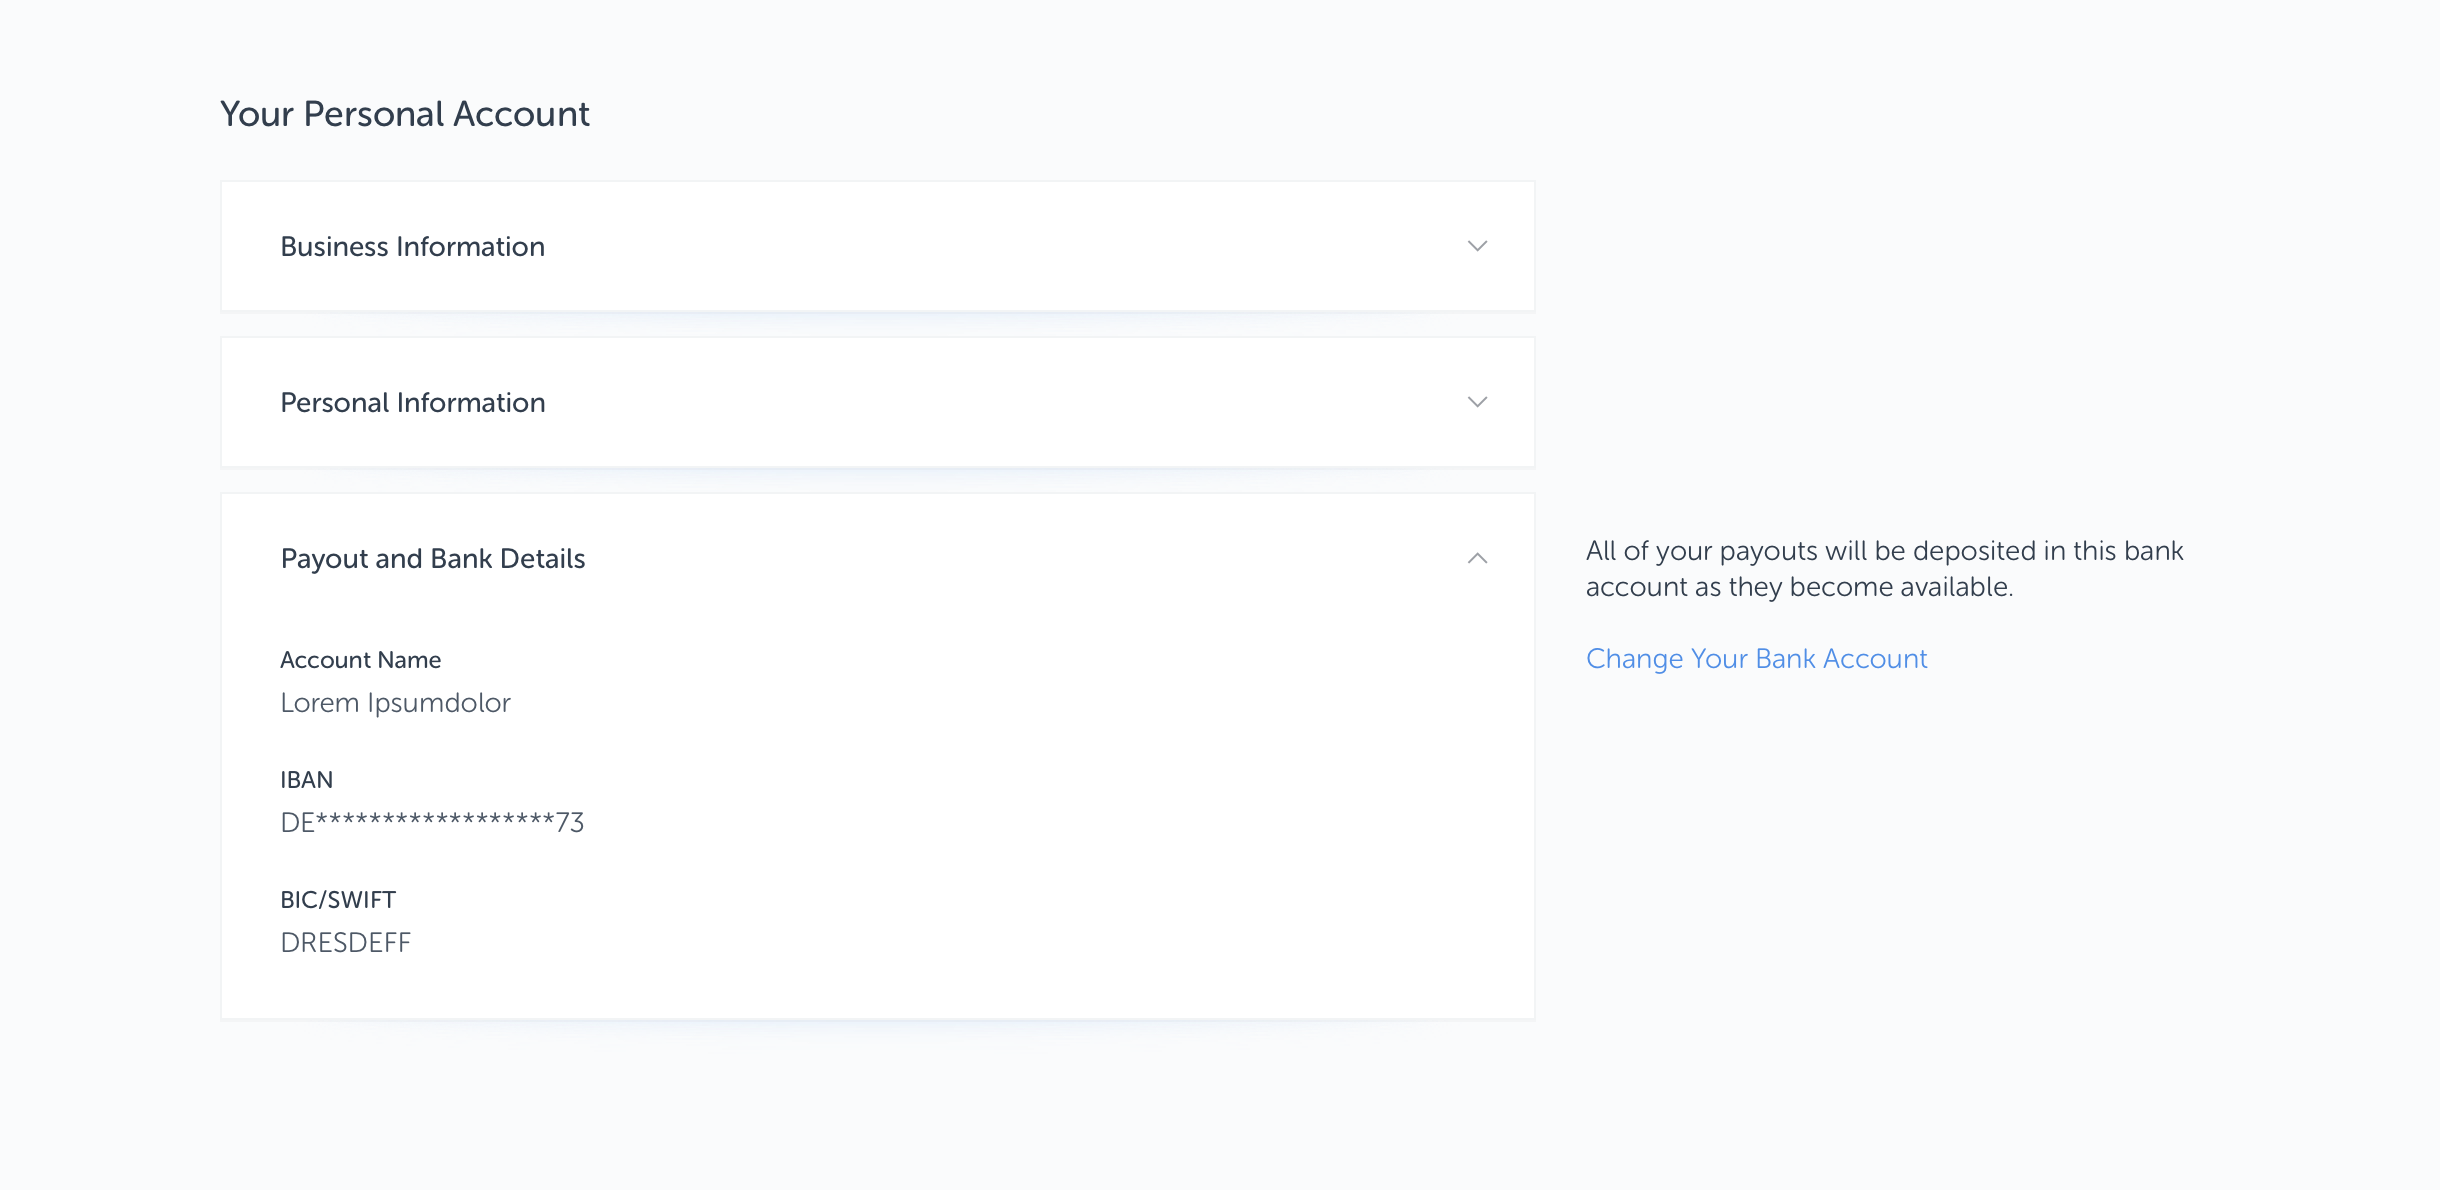 Your Personal Account
Business Information
Personal Information
Payout and Bank Details
Account Name
Lorem Ipsumdolor
IBAN
DE******************73
BIC/SWIFT
DRESDEFF
All of your payouts will be deposited in this bank
account as they become available.
Change Your Bank Account